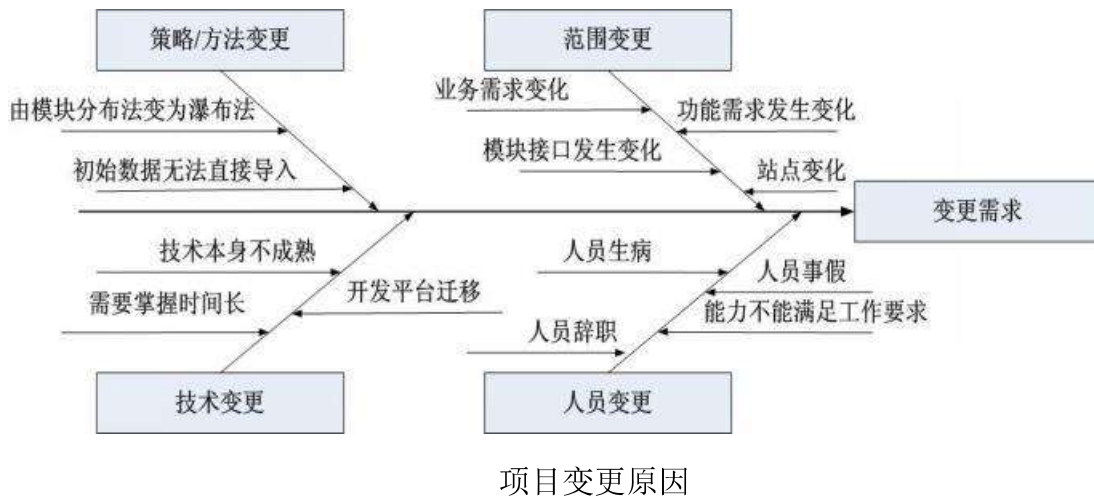 策略/方法变更
范围变更
业务需求变化
由模块分布法变为瀑布法
功能需求发生变化
模块接口发生变化
初始数据无法直接导入
站点变化
变更需求
技术本身不成熟
人员生病
人员事假
需要掌握时间长
开发平台迁移
能力不能满足工作要求
人员辞职
技术变更
人员变更
项目变更原因